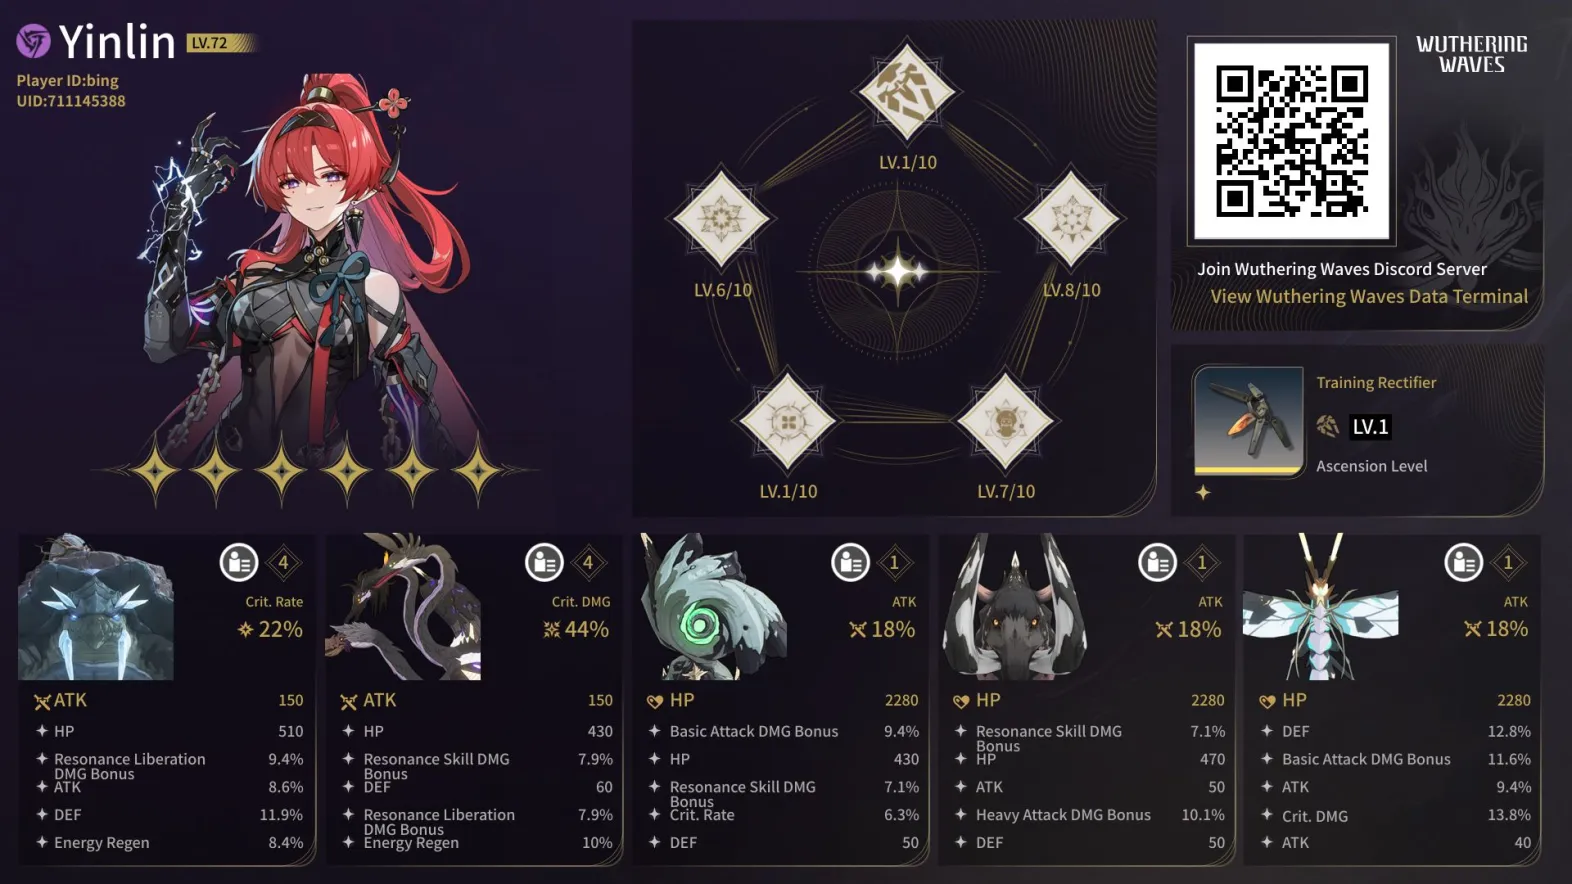 Yinlin LV.72
Player ID:bing
UID:711145388
LV.1/10
LV.6/10
LV.8/10
LV.1/10
LV.7/10
WUTHERING
WAVES
Join Wuthering Waves Discord Server
View Wuthering Waves Data Terminal
Training Rectifier
LV.1
Ascension Level
4
Crit. Rate
22%
ATK 150
HP 510
Resonance Liberation
DMG Bonus 9.4%
ATK 8.6%
DEF 11.9%
Energy Regen 8.4%
4
Crit. DMG
44%
ATK 150
HP 430
Resonance Skill DMG
Bonus 7.9%
DEF 60
Resonance Liberation
DMG Bonus 7.9%
Energy Regen 10%
1
ATK
18%
HP 2280
Basic Attack DMG Bonus 9.4%
HP 430
Resonance Skill DMG
Bonus 7.1%
Crit. Rate 6.3%
DEF 50
1
ATK
18%
HP 2280
Resonance Skill DMG
Bonus 7.1%
HP 470
ATK 50
Heavy Attack DMG Bonus 10.1%
DEF 50
1
ATK
18%
HP 2280
DEF 12.8%
Basic Attack DMG Bonus 11.6%
ATK 9.4%
Crit. DMG 13.8%
ATK 40